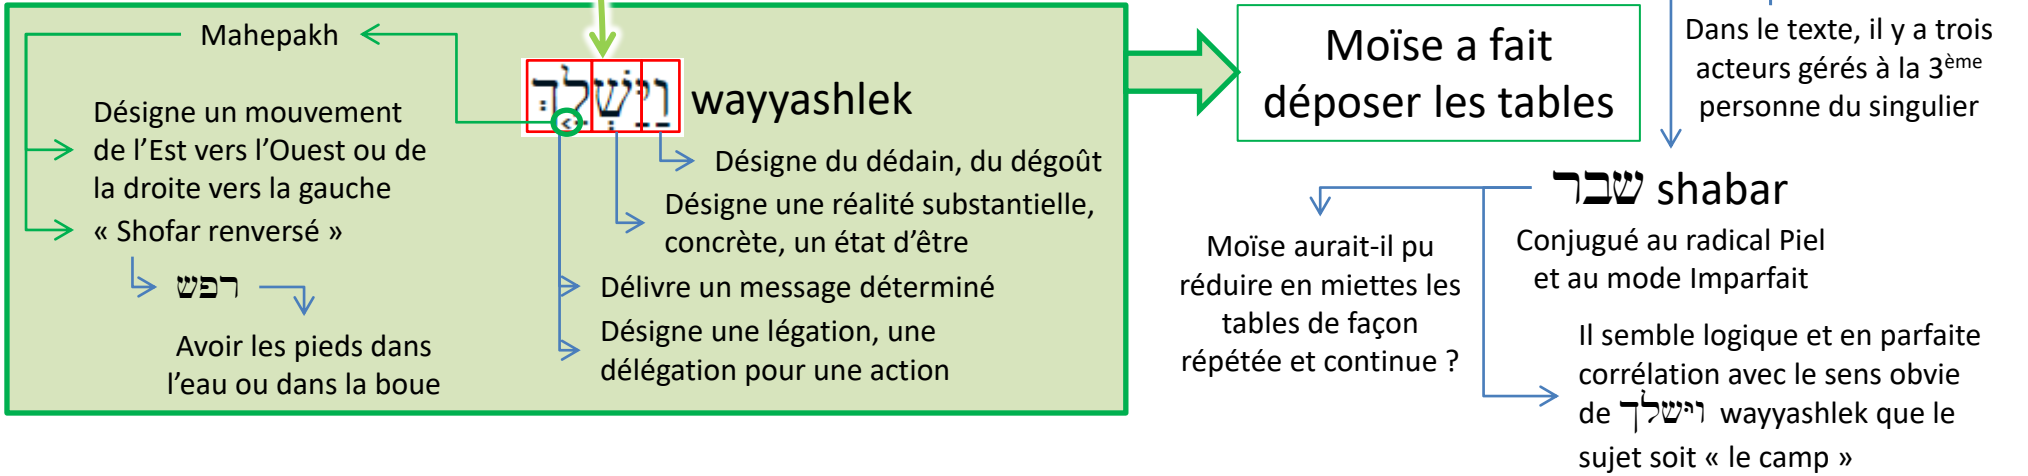 Mahepakh
Désigne un mouvement
de l’Est vers l’Ouest ou de
la droite vers la gauche
« Shofar renversé »
רפש
Avoir les pieds dans
l’eau ou dans la boue
וַיַּשְׁלֵ֤ךְ wayyashlek
Désigne du dédain, du dégoût
Désigne une réalité substantielle,
concrète, un état d’être
Délivre un message déterminé
Désigne une légation, une
délégation pour une action
Moïse a fait
déposer les tables
Dans le texte, il y a trois
acteurs gérés à la 3ème
personne du singulier
שבר shabar
Moïse aurait-il pu
réduire en miettes les
tables de façon
répétée et continue ?
Conjugué au radical Piel
et au mode Imparfait
Il semble logique et en parfaite
corrélation avec le sens obvie
de וישלך wayyashlek que le
sujet soit « le camp »